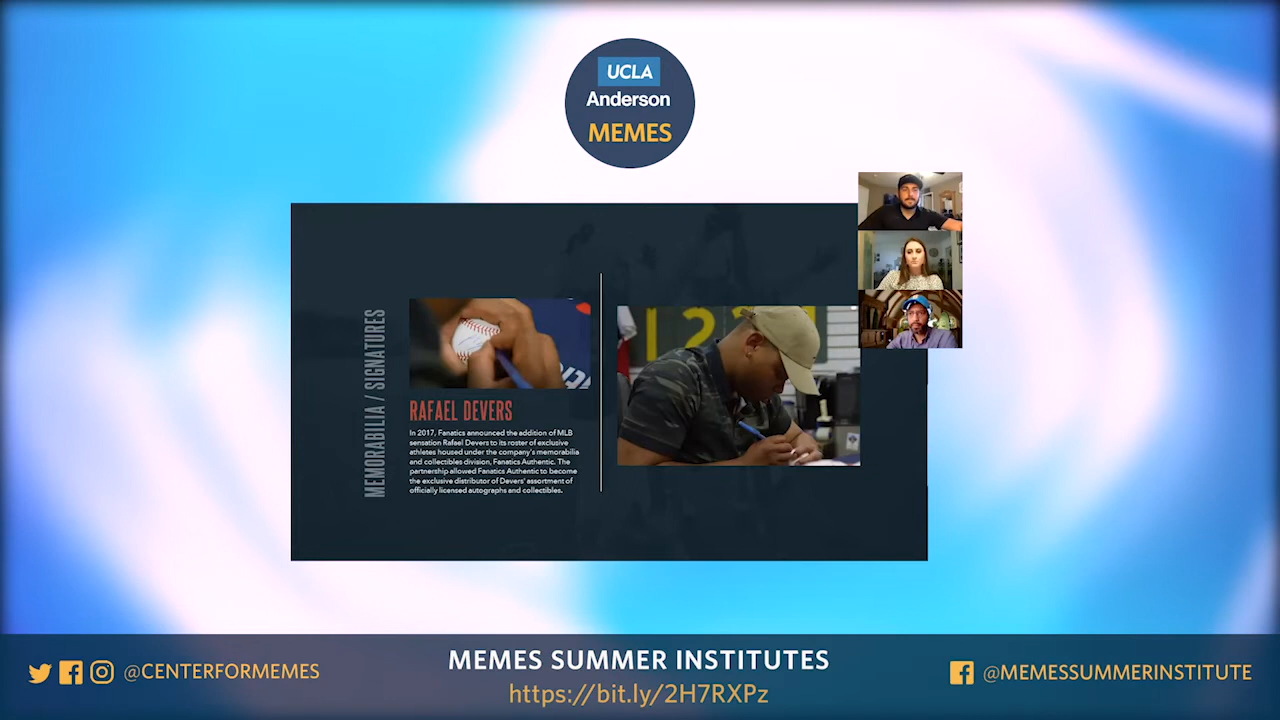 UCLA
Anderson
MEMES
MEMORABILIA / SIGNATURES
RAFAEL DEVERS
In 2017, Fanatics announced the addition of MLB
sensation Rafael Devers to its roster of exclusive
athletes housed under the company's memorabilia
and collectibles division, Fanatics Authentic. The
partnership allowed Fanatics Authentic to become
the exclusive distributor of Devers' assortment of
officially licensed autographs and collectibles.
@CENTERFORMEMES
MEMES SUMMER INSTITUTES
https://bit.ly/2H7RXPz
@MEMESSUMMERINSTITUTE